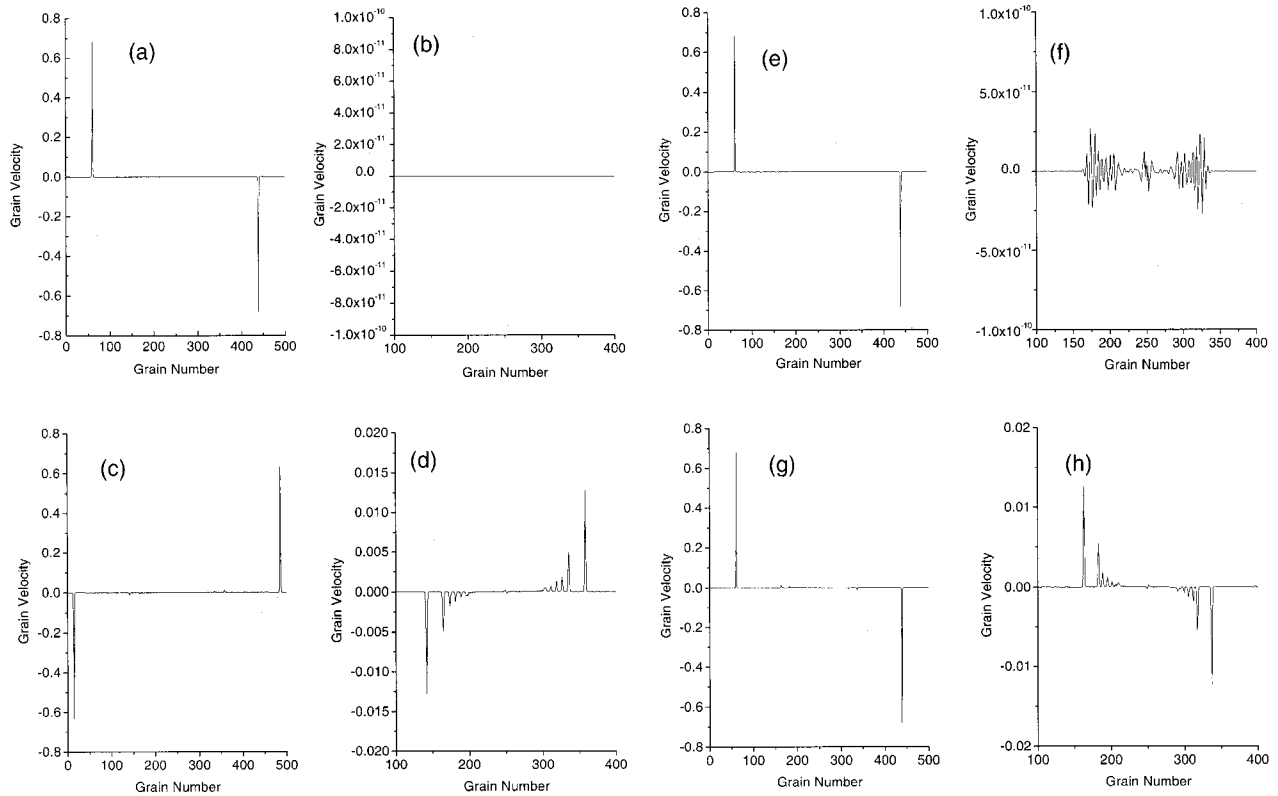 (a)
0.8
0.6
0.4
0.2
0.0
-0.2
-0.4
-0.6
-0.8
Grain Velocity
0 100 200 300 400 500
Grain Number
(b)
1.0x10⁻¹⁰
8.0x10⁻¹¹
6.0x10⁻¹¹
4.0x10⁻¹¹
2.0x10⁻¹¹
0.0
-2.0x10⁻¹¹
-4.0x10⁻¹¹
-6.0x10⁻¹¹
-8.0x10⁻¹¹
-1.0x10⁻¹⁰
Grain Velocity
100 200 300 400
Grain Number
(e)
0.8
0.6
0.4
0.2
0.0
-0.2
-0.4
-0.6
-0.8
Grain Velocity
0 100 200 300 400 500
Grain Number
(f)
1.0x10⁻¹⁰
5.0x10⁻¹¹
0.0
-5.0x10⁻¹¹
-1.0x10⁻¹⁰
Grain Velocity
100 150 200 250 300 350 400
Grain Number
(c)
0.8
0.6
0.4
0.2
0.0
-0.2
-0.4
-0.6
-0.8
Grain Velocity
0 100 200 300 400 500
Grain Number
(d)
0.020
0.015
0.010
0.005
0.000
-0.005
-0.010
-0.015
-0.020
Grain Velocity
100 200 300 400
Grain Number
(g)
0.8
0.6
0.4
0.2
0.0
-0.2
-0.4
-0.6
-0.8
Grain Velocity
0 100 200 300 400 500
Grain Number
(h)
0.02
0.01
0.00
-0.01
-0.02
Grain Velocity
100 200 300 400
Grain Number